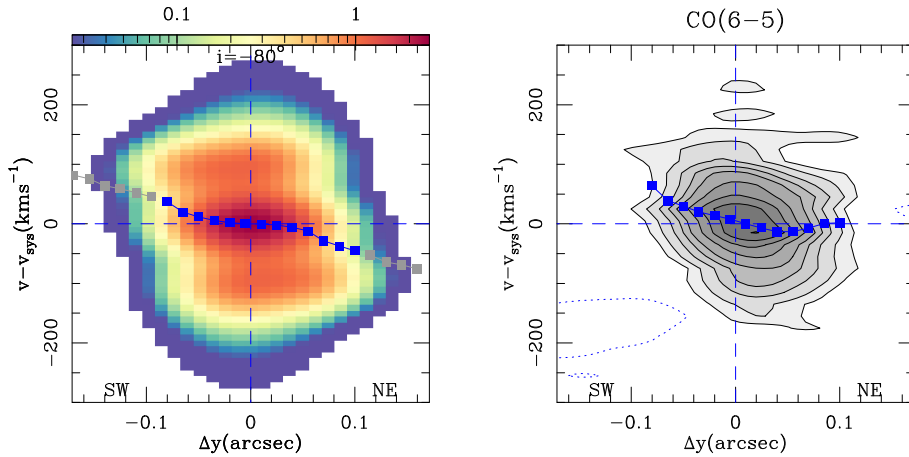 0.1 1
i=−80°
v−v_sys(kms⁻¹)
200
0
−200
SW NE
−0.1 0 0.1
Δy(arcsec)
CO(6−5)
v−v_sys(kms⁻¹)
200
0
−200
SW NE
−0.1 0 0.1
Δy(arcsec)